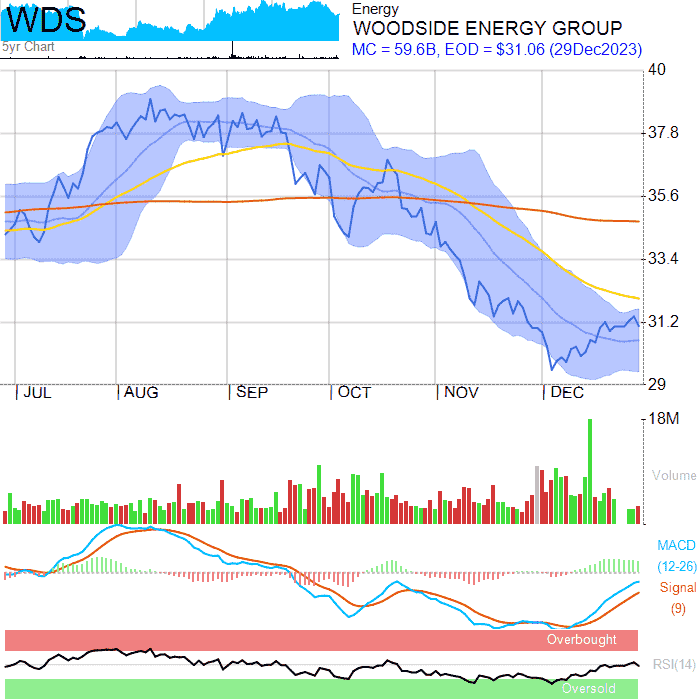 WDS
5yr Chart
Energy
WOODSIDE ENERGY GROUP
MC = 59.6B, EOD = $31.06 (29Dec2023)
40
37.8
35.6
33.4
31.2
29
JUL AUG SEP OCT NOV DEC
18M
Volume
MACD
(12-26)
Signal
(9)
Overbought
RSI(14)
Oversold